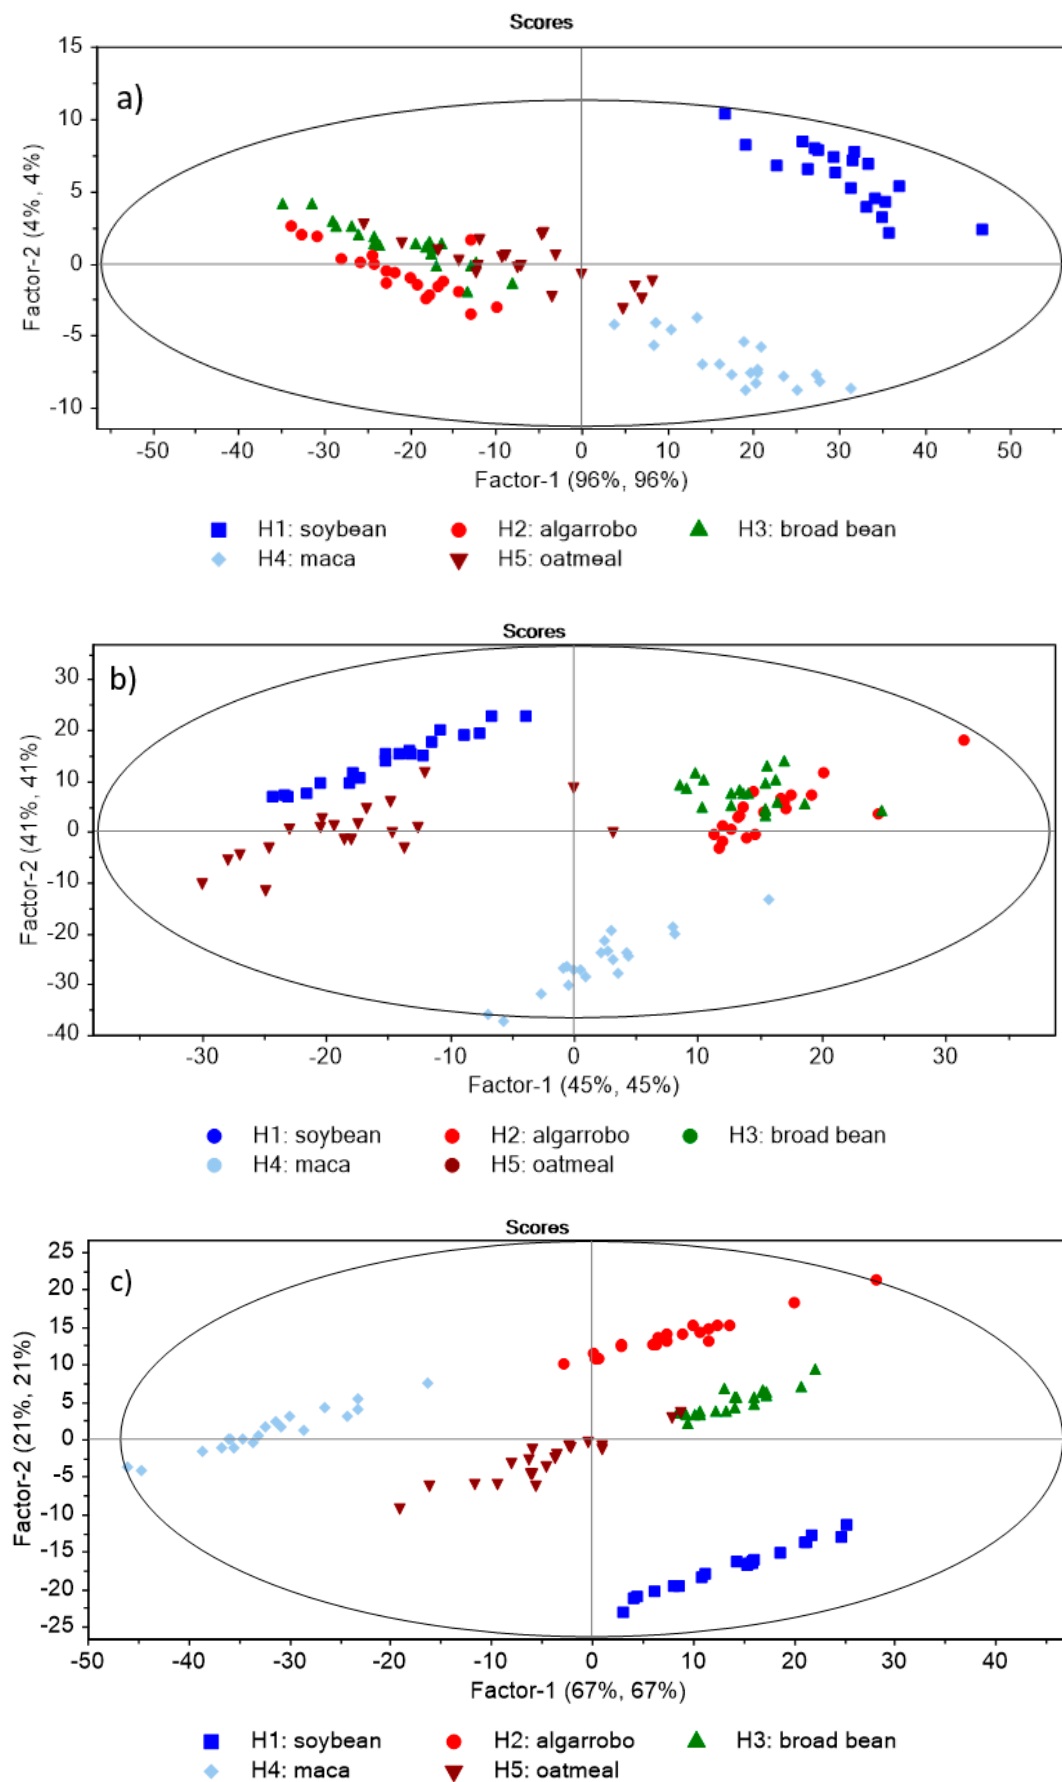 Scores
a)
15
10
5
0
-5
-10
Factor-2 (4%, 4%)
-50 -40 -30 -20 -10 0 10 20 30 40 50
Factor-1 (96%, 96%)
H1: soybean H2: algarrobo H3: broad bean
H4: maca H5: oatmeal
Scores
b)
30
20
10
0
-10
-20
-30
-40
Factor-2 (41%, 41%)
-30 -20 -10 0 10 20 30
Factor-1 (45%, 45%)
H1: soybean H2: algarrobo H3: broad bean
H4: maca H5: oatmeal
Scores
c)
25
20
15
10
5
0
-5
-10
-15
-20
-25
Factor-2 (21%, 21%)
-50 -40 -30 -20 -10 0 10 20 30 40
Factor-1 (67%, 67%)
H1: soybean H2: algarrobo H3: broad bean
H4: maca H5: oatmeal